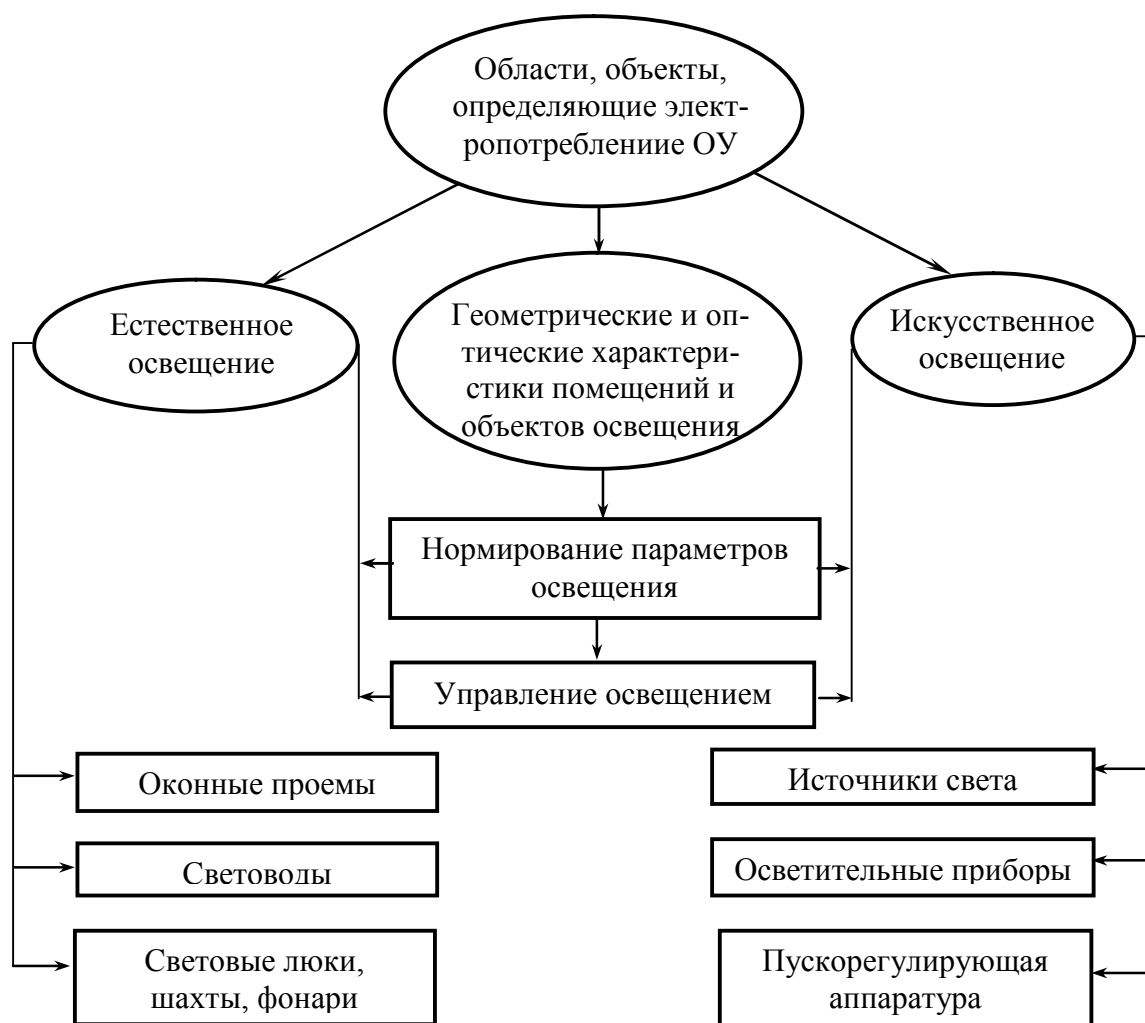 Области, объекты,
определяющие элект-
ропотреблениие ОУ
Естественное
освещение
Геометрические и оп-
тические характери-
стики помещений и
объектов освещения
Искусственное
освещение
Нормирование параметров
освещения
Управление освещением
Оконные проемы
Световоды
Световые люки,
шахты, фонари
Источники света
Осветительные приборы
Пускорегулирующая
аппаратура